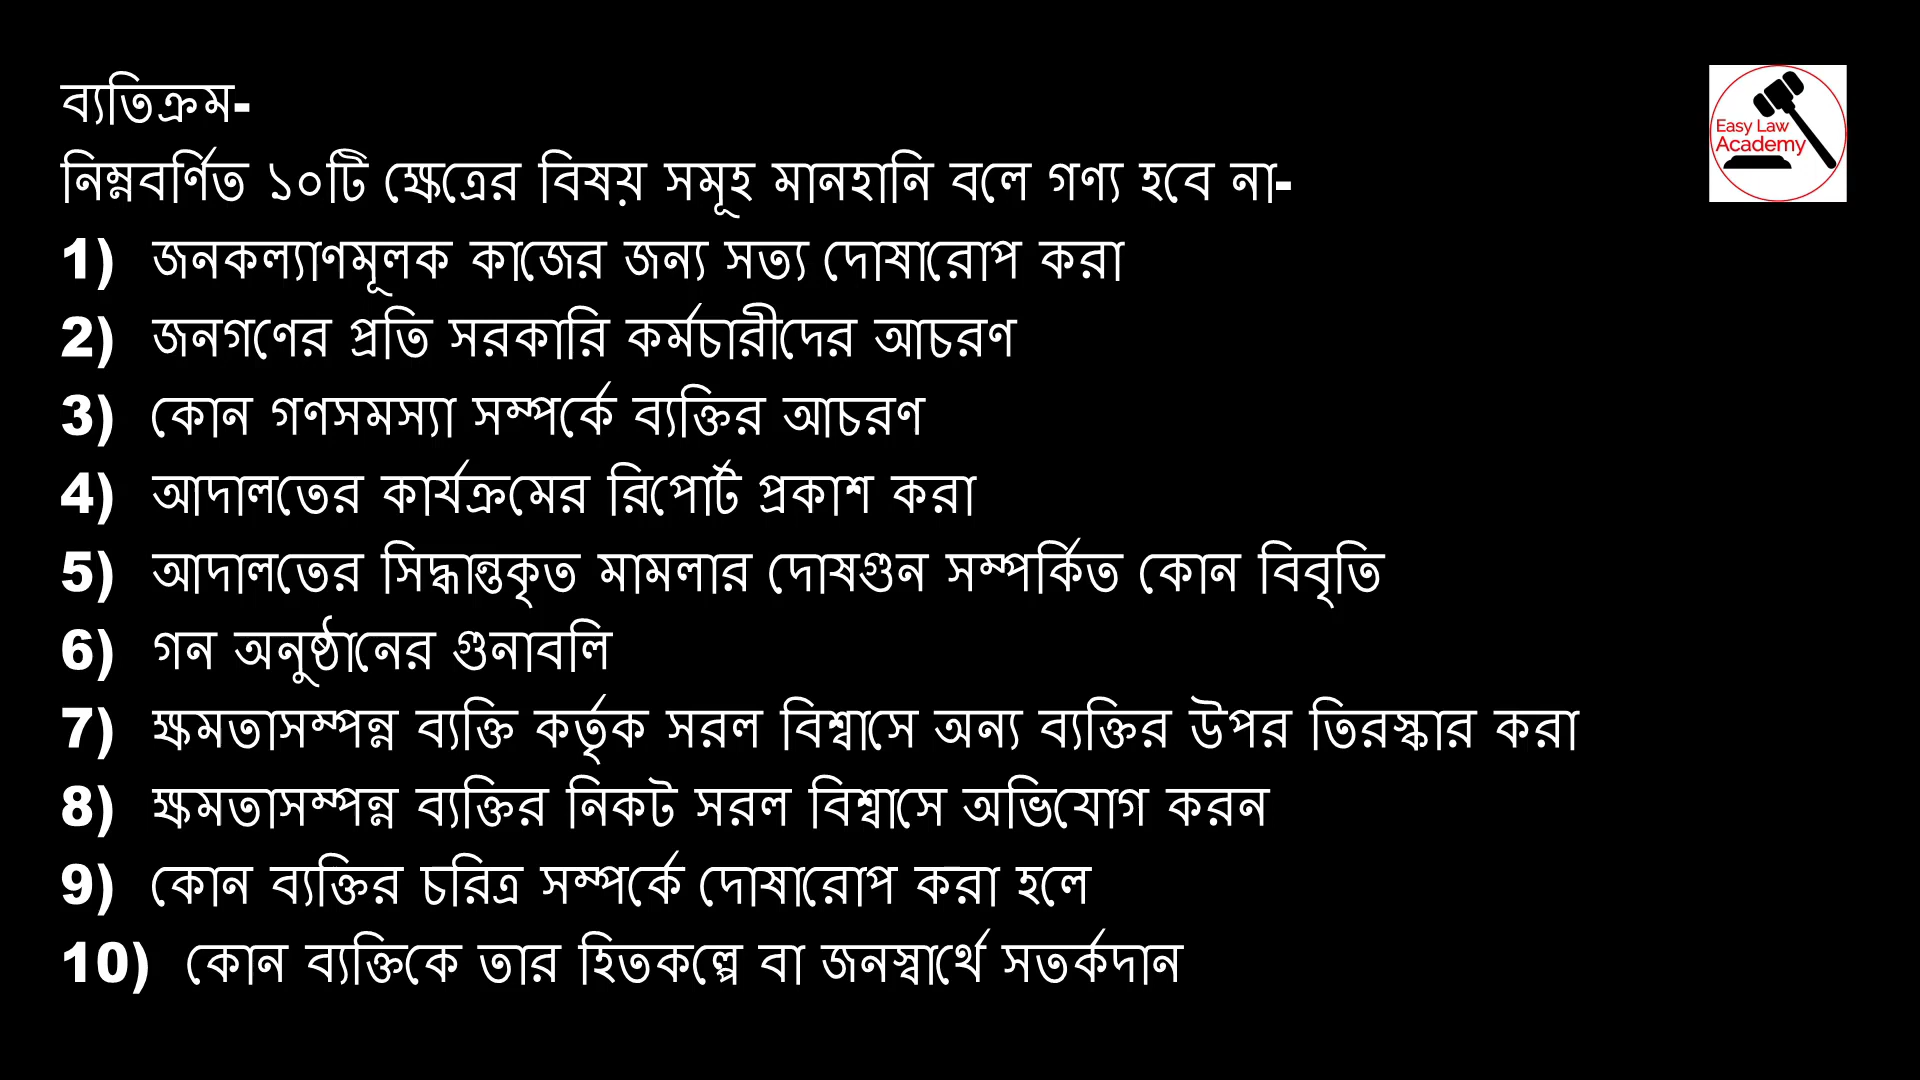 ব্যতিক্রম-
নিম্নবর্ণিত ১০টি ক্ষেত্রের বিষয় সমূহ মানহানি বলে গণ্য হবে না-
1) জনকল্যাণমূলক কাজের জন্য সত্য দোষারোপ করা
2) জনগণের প্রতি সরকারি কর্মচারীদের আচরণ
3) কোন গণসমস্যা সম্পর্কে ব্যক্তির আচরণ
4) আদালতের কার্যক্রমের রিপোর্ট প্রকাশ করা
5) আদালতের সিদ্ধান্তকৃত মামলার দোষগুন সম্পর্কিত কোন বিবৃতি
6) গন অনুষ্ঠানের গুনাবলি
7) ক্ষমতাসম্পন্ন ব্যক্তি কর্তৃক সরল বিশ্বাসে অন্য ব্যক্তির উপর তিরস্কার করা
8) ক্ষমতাসম্পন্ন ব্যক্তির নিকট সরল বিশ্বাসে অভিযোগ করন
9) কোন ব্যক্তির চরিত্র সম্পর্কে দোষারোপ করা হলে
10) কোন ব্যক্তিকে তার হিতকল্পে বা জনস্বার্থে সতর্কদান
Easy Law
Academy